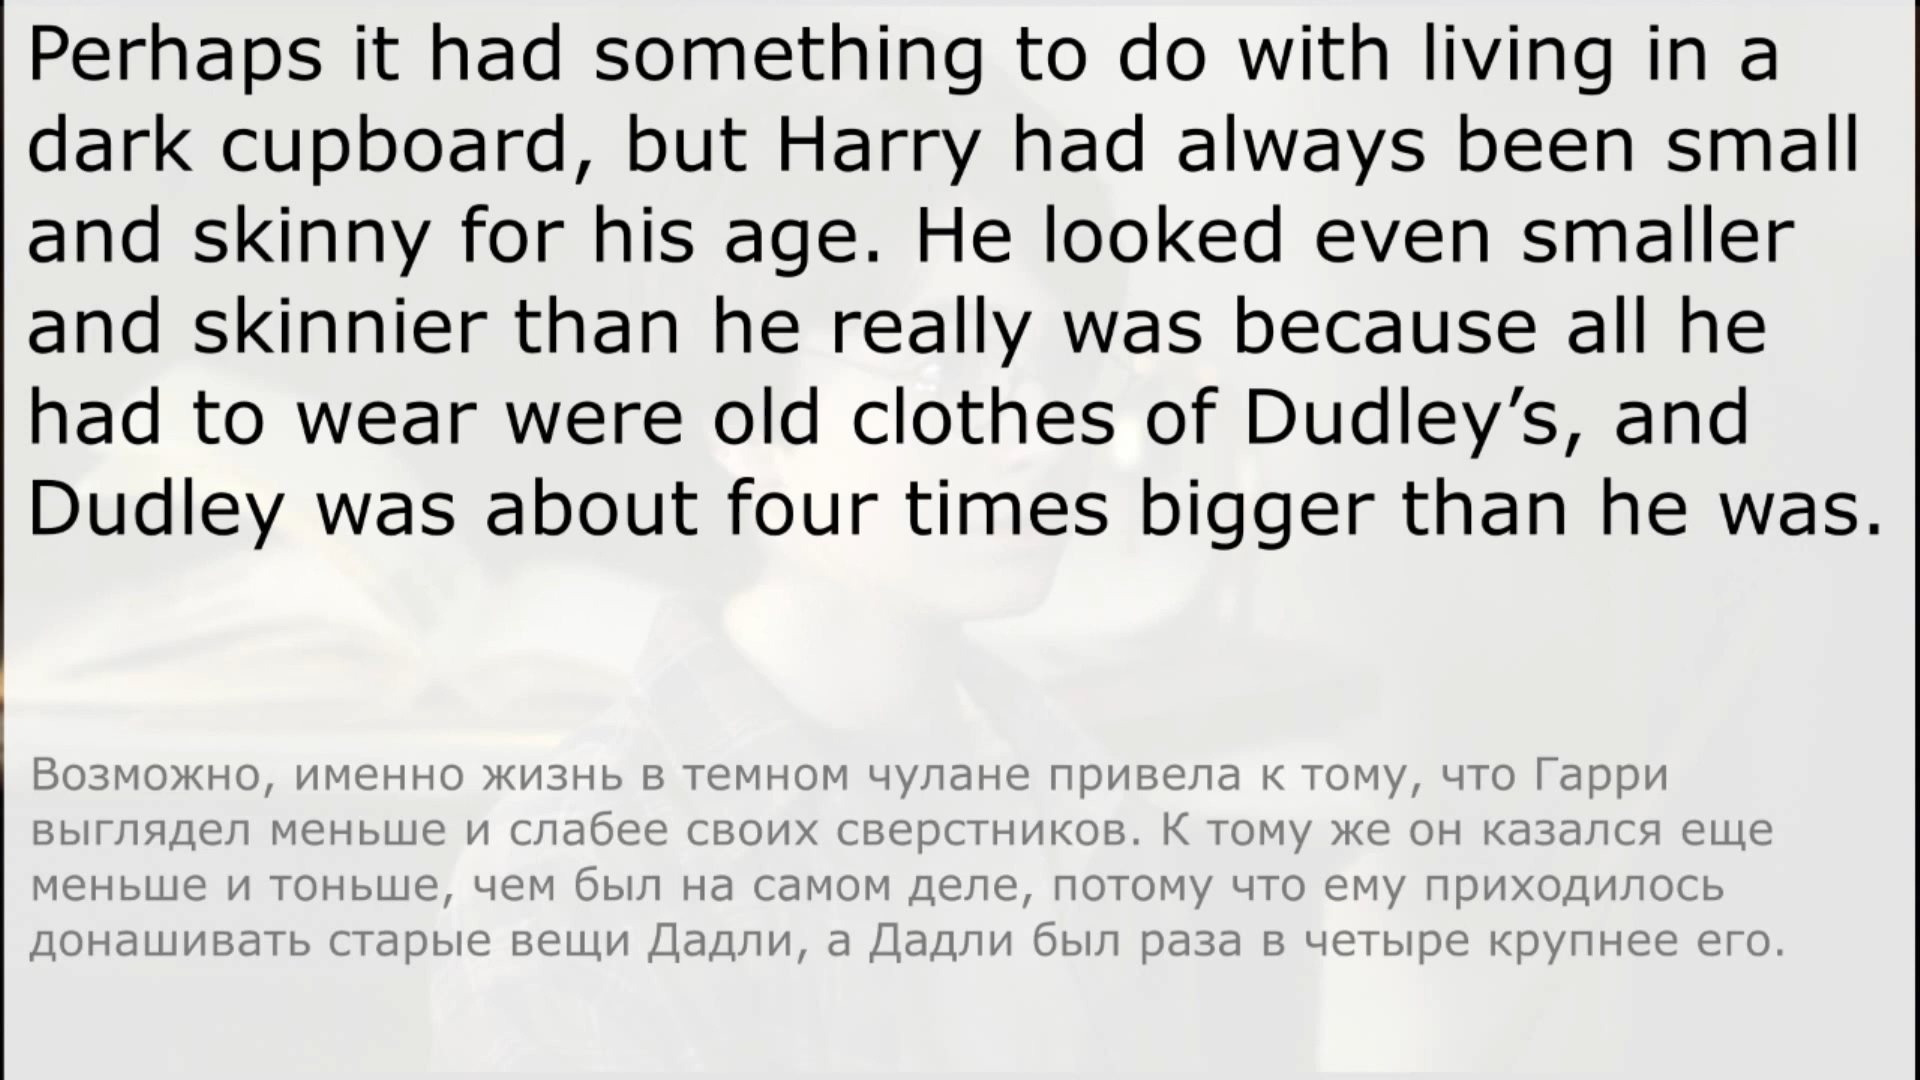 Perhaps it had something to do with living in a
dark cupboard, but Harry had always been small
and skinny for his age. He looked even smaller
and skinnier than he really was because all he
had to wear were old clothes of Dudley’s, and
Dudley was about four times bigger than he was.
Возможно, именно жизнь в темном чулане привела к тому, что Гарри
выглядел меньше и слабее своих сверстников. К тому же он казался еще
меньше и тоньше, чем был на самом деле, потому что ему приходилось
донашивать старые вещи Дадли, а Дадли был раза в четыре крупнее его.